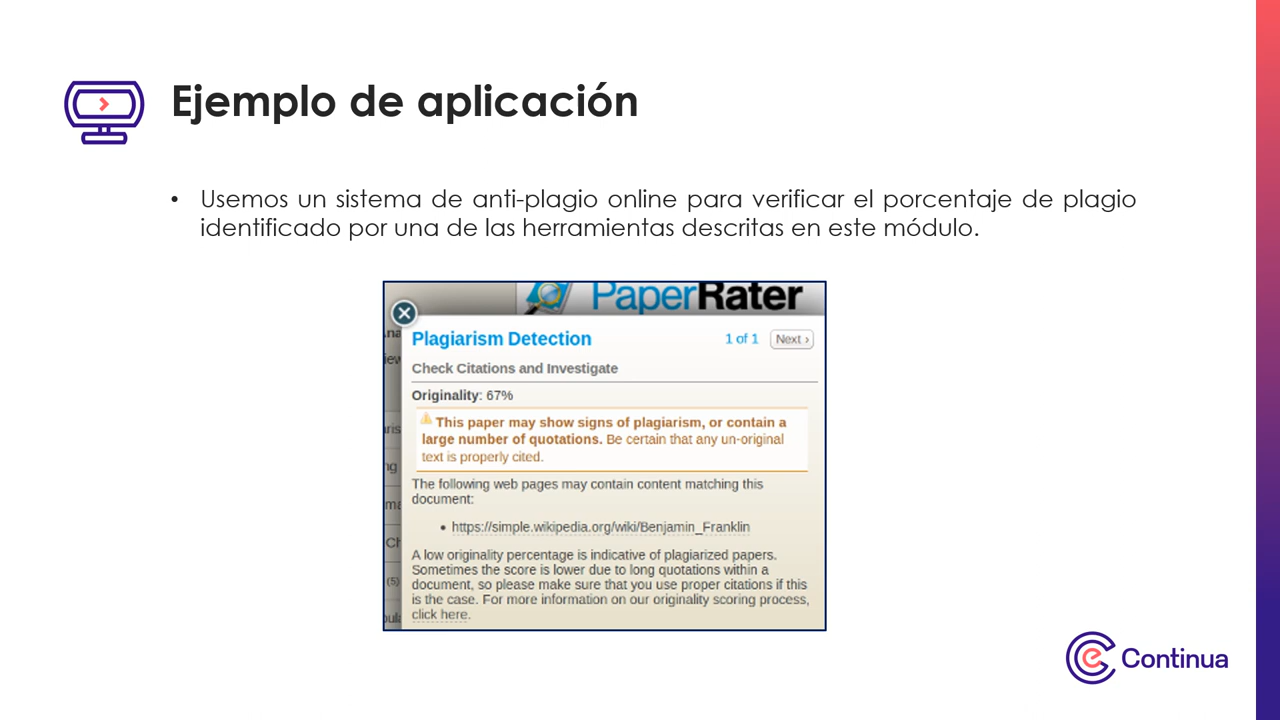 Ejemplo de aplicación
• Usemos un sistema de anti-plagio online para verificar el porcentaje de plagio
identificado por una de las herramientas descritas en este módulo.
PaperRater
Plagiarism Detection
1 of 1 Next ›
Check Citations and Investigate
Originality: 67%
This paper may show signs of plagiarism, or contain a
large number of quotations. Be certain that any un-original
text is properly cited.
The following web pages may contain content matching this
document:
• https://simple.wikipedia.org/wiki/Benjamin_Franklin
A low originality percentage is indicative of plagiarized papers.
Sometimes the score is lower due to long quotations within a
document, so please make sure that you use proper citations if this
is the case. For more information on our originality scoring process,
click here.
(5)
Continua